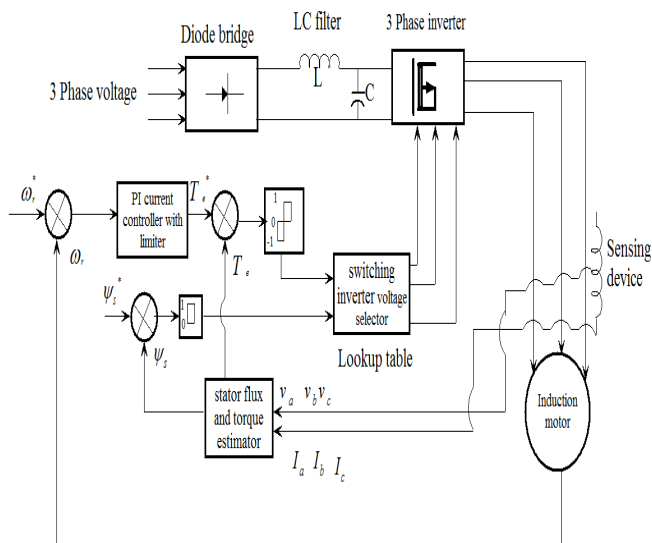 LC filter
3 Phase inverter
Diode bridge
3 Phase voltage
L
C
ω_r^*
PI current
controller with
limiter
T_e^*
1
0
-1
ω_r
T_e
switching
inverter voltage
selector
Lookup table
Sensing
device
ψ_s^*
1
0
ψ_s
stator flux
and torque
estimator
v_a v_b v_c
I_a I_b I_c
Induction
motor